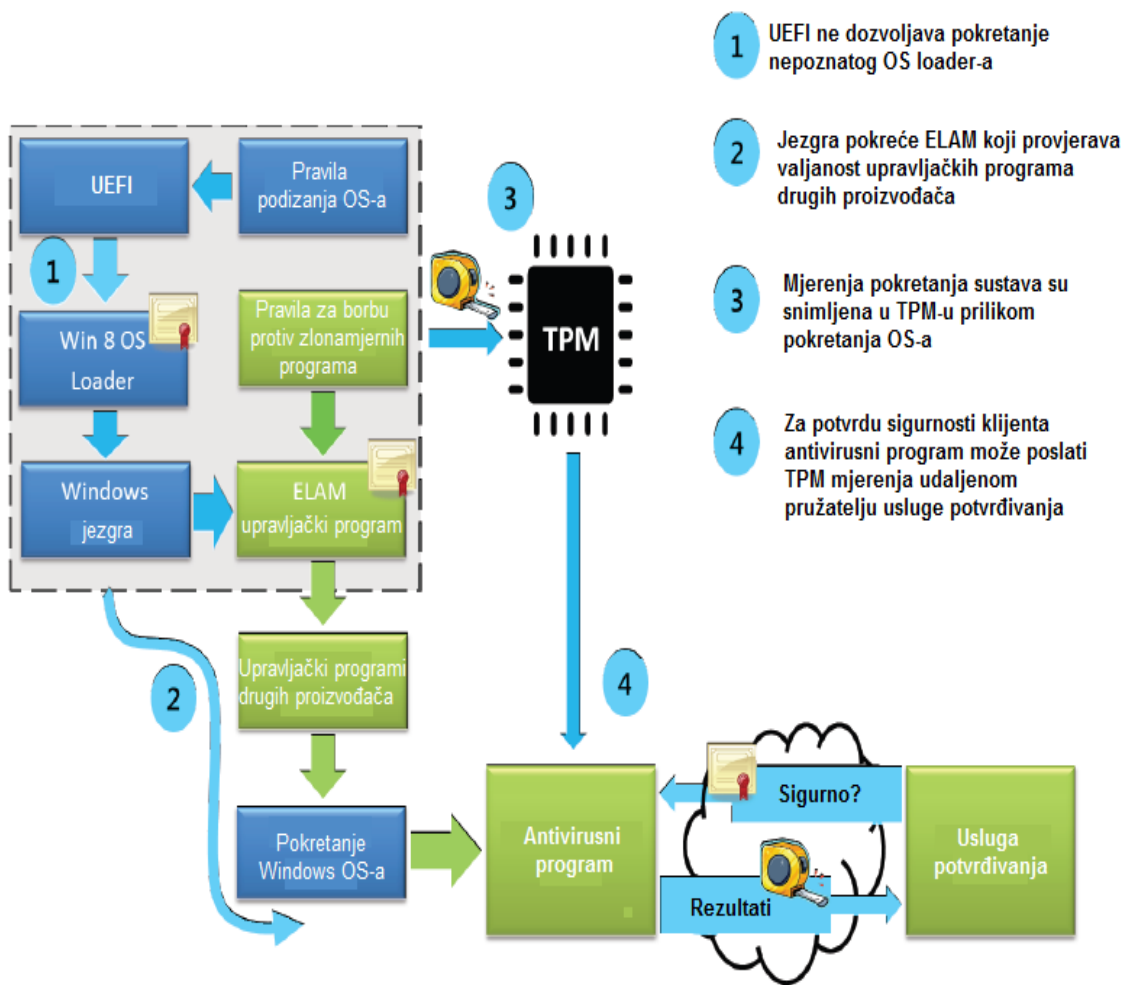 1
UEFI ne dozvoljava pokretanje
nepoznatog OS loader-a
2
Jezgra pokreće ELAM koji provjerava
valjanost upravljačkih programa
drugih proizvođača
3
Mjerenja pokretanja sustava su
snimljena u TPM-u prilikom
pokretanja OS-a
4
Za potvrdu sigurnosti klijenta
antivirusni program može poslati
TPM mjerenja udaljenom
pružatelju usluge potvrđivanja
UEFI
Pravila
podizanja OS-a
1
3
Win 8 OS
Loader
Pravila za borbu
protiv zlonamjernih
programa
TPM
Windows
jezgra
ELAM
upravljački program
2
Upravljački programi
drugih proizvođača
4
Pokretanje
Windows OS-a
Antivirusni
program
Sigurno?
Rezultati
Usluga
potvrđivanja